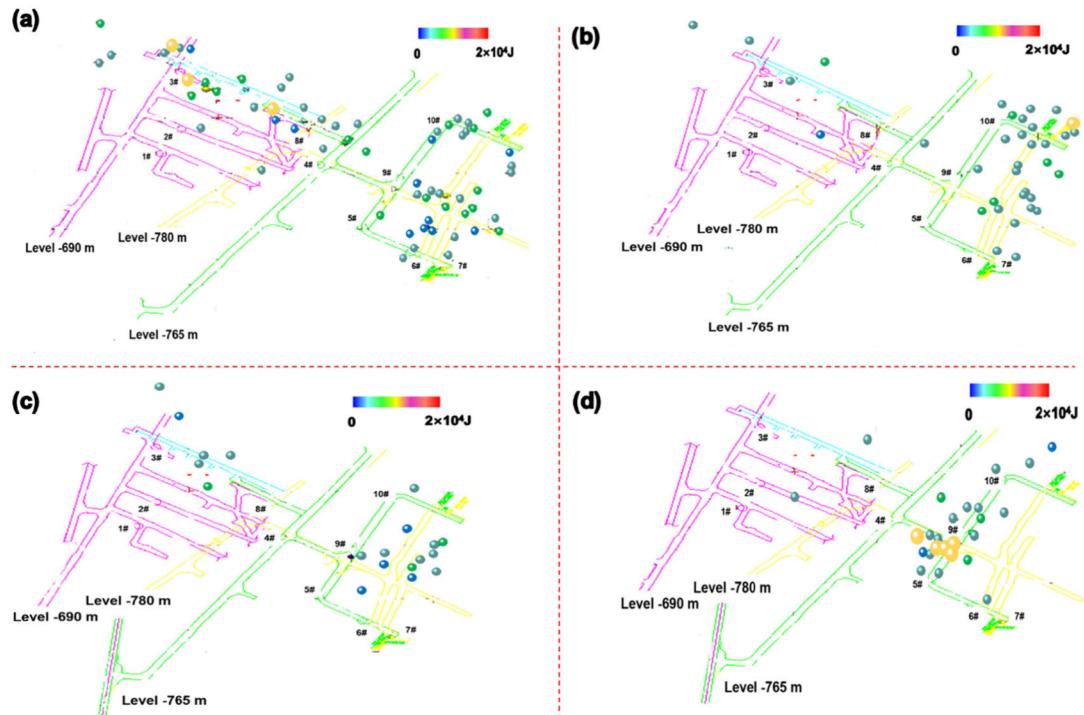 (a)
0 2×10⁴J
3#
2#
1#
8#
4#
10#
9#
5#
6#
7#
Level -690 m
Level -780 m
Level -765 m
(b)
0 2×10⁴J
3#
2#
1#
8#
4#
10#
9#
5#
6#
7#
Level -690 m
Level -780 m
Level -765 m
(c)
0 2×10⁴J
3#
2#
1#
8#
4#
10#
9#
5#
6#
7#
Level -780 m
Level -690 m
Level -765 m
(d)
0 2×10⁴J
3#
2#
1#
8#
4#
10#
9#
5#
6#
7#
Level -780 m
Level -690 m
Level -765 m